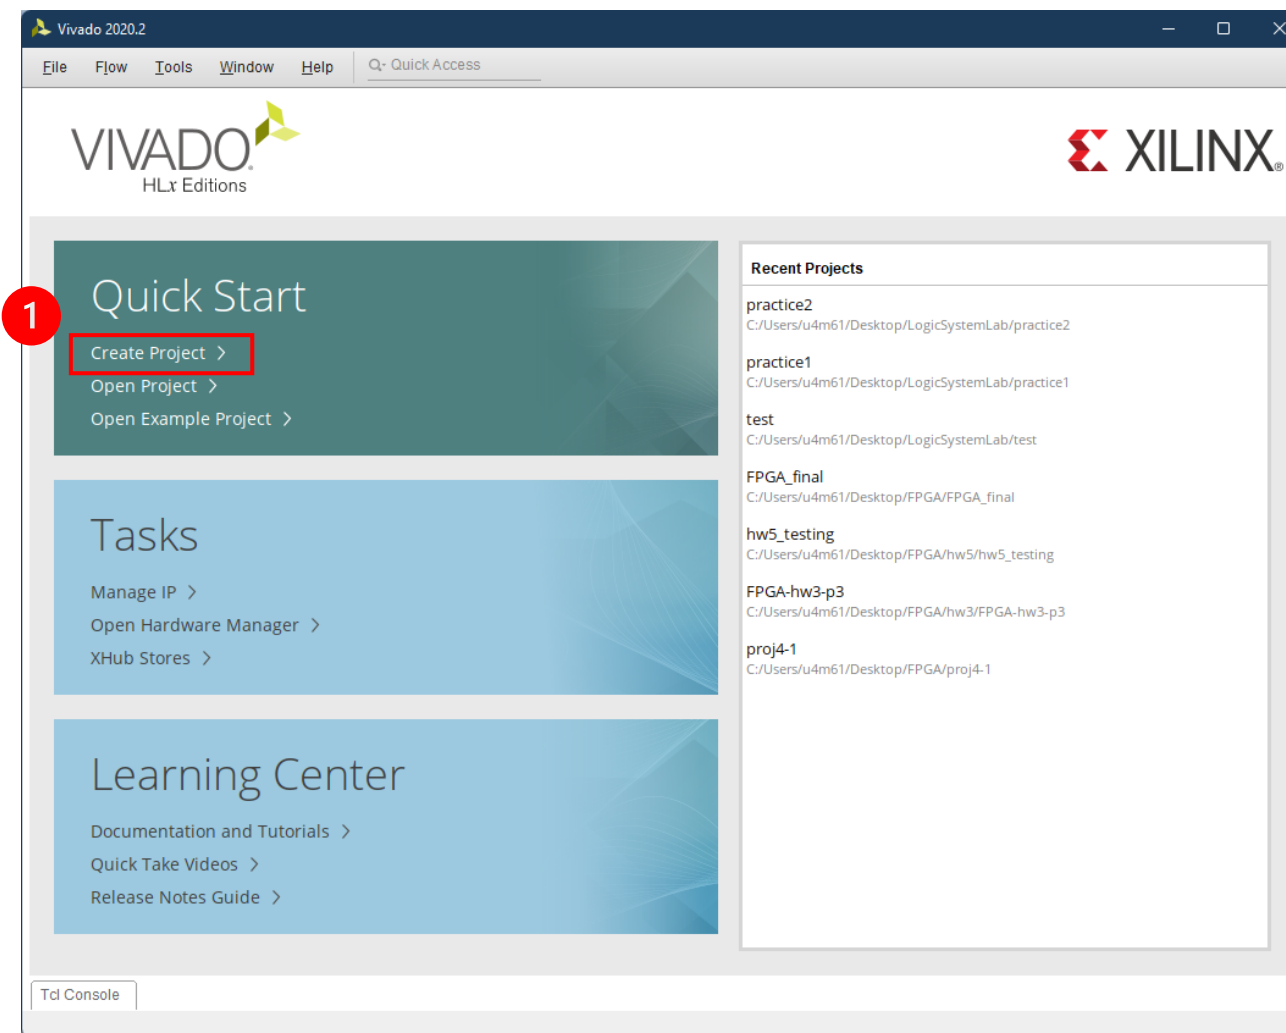 Vivado 2020.2
File Flow Tools Window Help Quick Access
VIVADO.
HLx Editions
XILINX®
1
Quick Start
Create Project
Open Project
Open Example Project
Tasks
Manage IP
Open Hardware Manager
XHub Stores
Learning Center
Documentation and Tutorials
Quick Take Videos
Release Notes Guide
Recent Projects
practice2
C:/Users/u4m61/Desktop/LogicSystemLab/practice2
practice1
C:/Users/u4m61/Desktop/LogicSystemLab/practice1
test
C:/Users/u4m61/Desktop/LogicSystemLab/test
FPGA_final
C:/Users/u4m61/Desktop/FPGA/FPGA_final
hw5_testing
C:/Users/u4m61/Desktop/FPGA/hw5/hw5_testing
FPGA-hw3-p3
C:/Users/u4m61/Desktop/FPGA/hw3/FPGA-hw3-p3
proj4-1
C:/Users/u4m61/Desktop/FPGA/proj4-1
Tcl Console